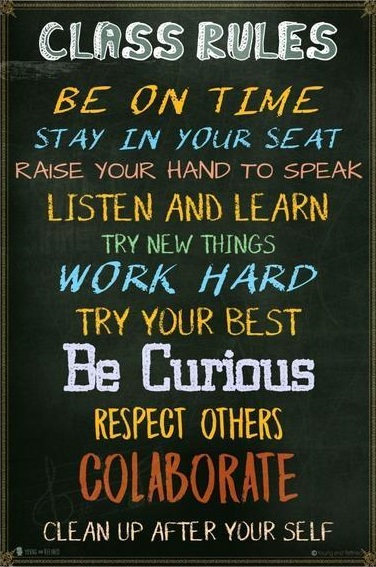 CLASS RULES
BE ON TIME
STAY IN YOUR SEAT
RAISE YOUR HAND TO SPEAK
LISTEN AND LEARN
TRY NEW THINGS
WORK HARD
TRY YOUR BEST
Be Curious
RESPECT OTHERS
COLABORATE
CLEAN UP AFTER YOUR SELF